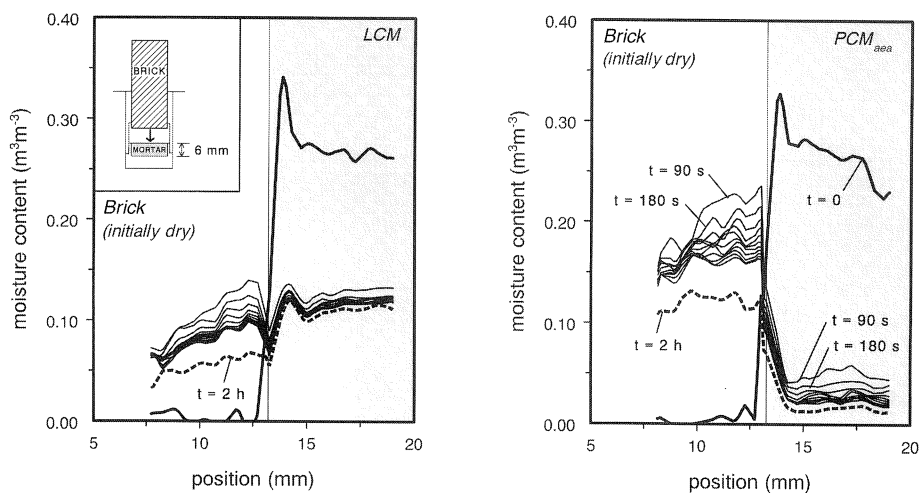 0.40
0.30
0.20
0.10
0.00
moisture content (m³m⁻³)
BRICK
MORTAR
6 mm
LCM
Brick
(initially dry)
t = 2 h
5
10
15
20
position (mm)
0.40
0.30
0.20
0.10
0.00
moisture content (m³m⁻³)
Brick
(initially dry)
PCMaea
t = 90 s
t = 180 s
t = 0
t = 2 h
t = 90 s
t = 180 s
5
10
15
20
position (mm)